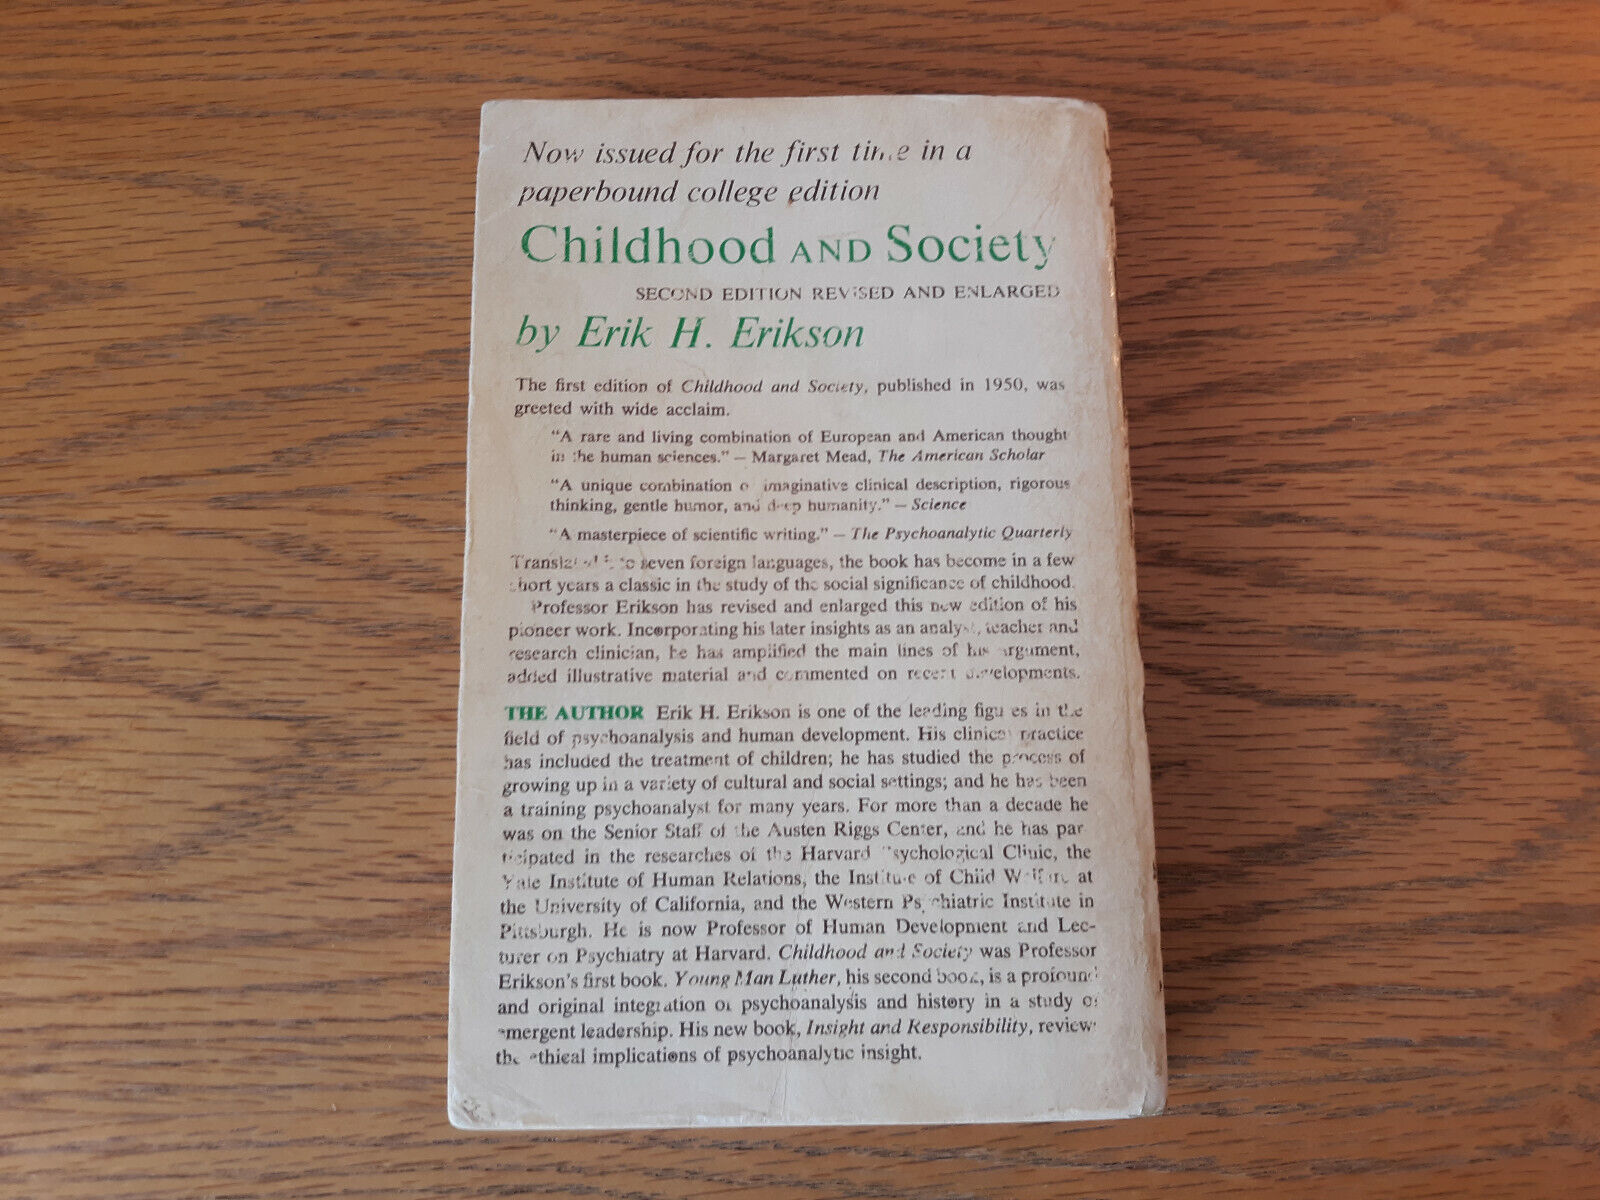 Now issued for the first time in a
paperbound college edition
Childhood AND Society
SECOND EDITION REVISED AND ENLARGED
by Erik H. Erikson
The first edition of Childhood and Society, published in 1950, was
greeted with wide acclaim.
"A rare and living combination of European and American thought
in the human sciences." – Margaret Mead, The American Scholar
"A unique combination of imaginative clinical description, rigorous
thinking, gentle humor, and deep humanity." – Science
"A masterpiece of scientific writing." – The Psychoanalytic Quarterly
Translated into seven foreign languages, the book has become in a few
short years a classic in the study of the social significance of childhood.
Professor Erikson has revised and enlarged this new edition of his
pioneer work. Incorporating his later insights as an analyst, teacher and
research clinician, he has amplified the main lines of his argument,
added illustrative material and commented on recent developments.
THE AUTHOR Erik H. Erikson is one of the leading figures in the
field of psychoanalysis and human development. His clinical practice
has included the treatment of children; he has studied the process of
growing up in a variety of cultural and social settings; and he has been
a training psychoanalyst for many years. For more than a decade he
was on the Senior Staff of the Austen Riggs Center, and he has par-
ticipated in the researches of the Harvard Psychological Clinic, the
Yale Institute of Human Relations, the Institute of Child Welfare at
the University of California, and the Western Psychiatric Institute in
Pittsburgh. He is now Professor of Human Development and Lec-
turer on Psychiatry at Harvard. Childhood and Society was Professor
Erikson's first book. Young Man Luther, his second book, is a profound
and original integration of psychoanalysis and history in a study of
emergent leadership. His new book, Insight and Responsibility, reviews
the ethical implications of psychoanalytic insight.